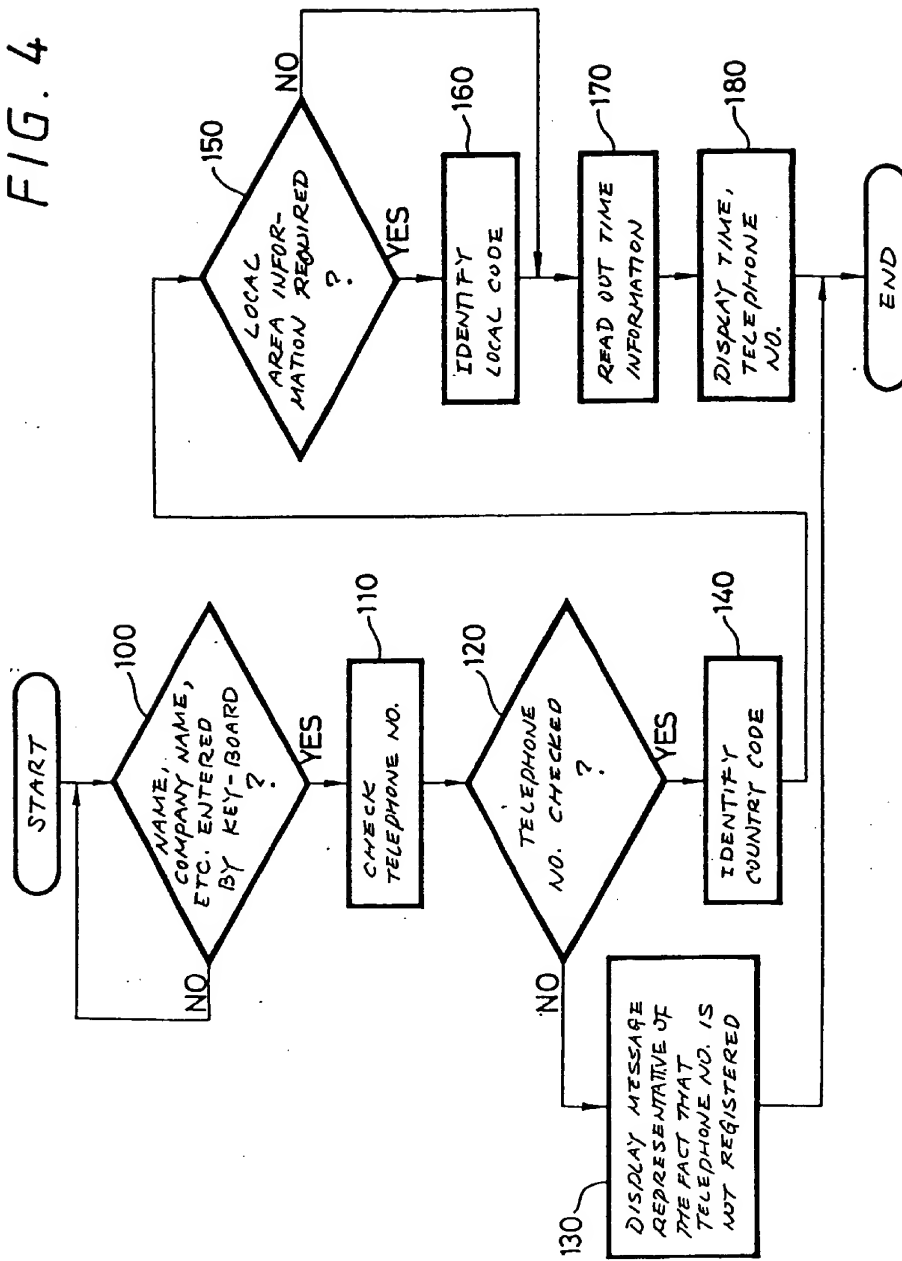 FIG. 4
START
100
NAME,
COMPANY NAME,
ETC. ENTERED
BY KEY-BOARD
?
NO
YES
110
CHECK
TELEPHONE NO.
120
TELEPHONE
NO. CHECKED
?
NO
YES
130
DISPLAY MESSAGE
REPRESENTATIVE OF
THE FACT THAT
TELEPHONE NO. IS
NOT REGISTERED
140
IDENTIFY
COUNTRY CODE
150
LOCAL
AREA INFOR-
MATION REQUIRED
?
NO
YES
160
IDENTIFY
LOCAL CODE
170
READ OUT TIME
INFORMATION
180
DISPLAY TIME,
TELEPHONE
NO.
END